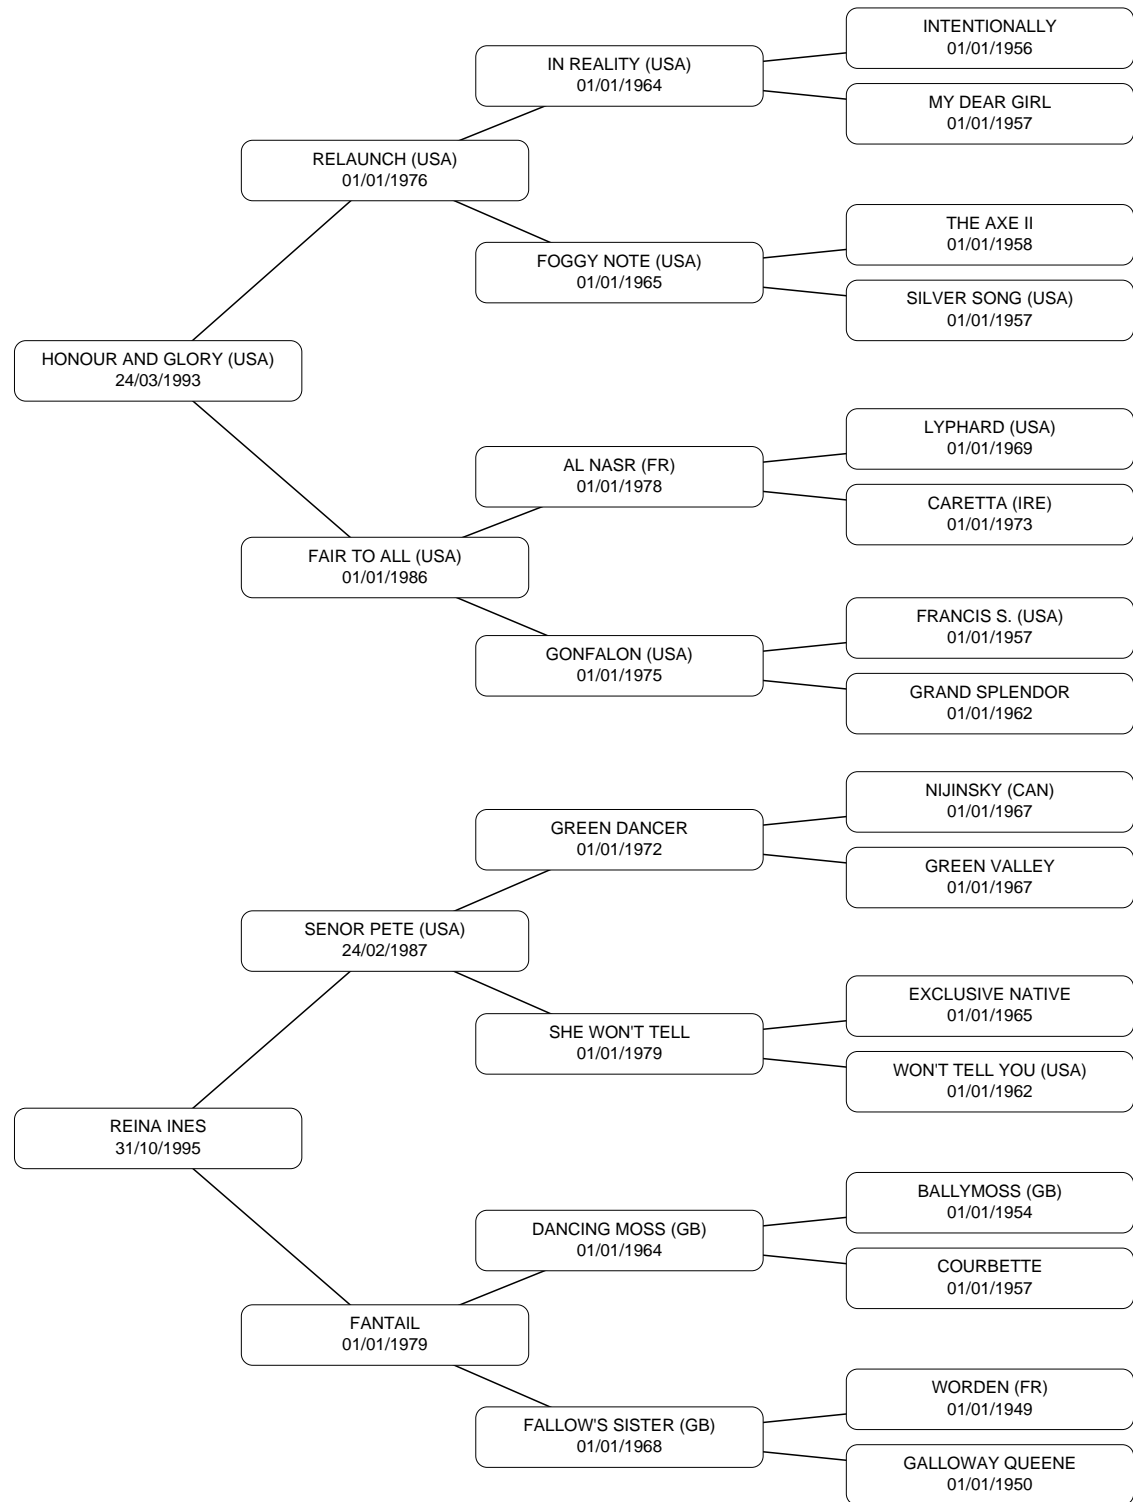 INTENTIONALLY
01/01/1956
IN REALITY (USA)
01/01/1964
MY DEAR GIRL
01/01/1957
RELAUNCH (USA)
01/01/1976
THE AXE II
01/01/1958
FOGGY NOTE (USA)
01/01/1965
SILVER SONG (USA)
01/01/1957
HONOUR AND GLORY (USA)
24/03/1993
LYPHARD (USA)
01/01/1969
AL NASR (FR)
01/01/1978
CARETTA (IRE)
01/01/1973
FAIR TO ALL (USA)
01/01/1986
FRANCIS S. (USA)
01/01/1957
GONFALON (USA)
01/01/1975
GRAND SPLENDOR
01/01/1962
NIJINSKY (CAN)
01/01/1967
GREEN DANCER
01/01/1972
GREEN VALLEY
01/01/1967
SENOR PETE (USA)
24/02/1987
EXCLUSIVE NATIVE
01/01/1965
SHE WON'T TELL
01/01/1979
WON'T TELL YOU (USA)
01/01/1962
REINA INES
31/10/1995
BALLYMOSS (GB)
01/01/1954
DANCING MOSS (GB)
01/01/1964
COURBETTE
01/01/1957
FANTAIL
01/01/1979
WORDEN (FR)
01/01/1949
FALLOW'S SISTER (GB)
01/01/1968
GALLOWAY QUEENE
01/01/1950